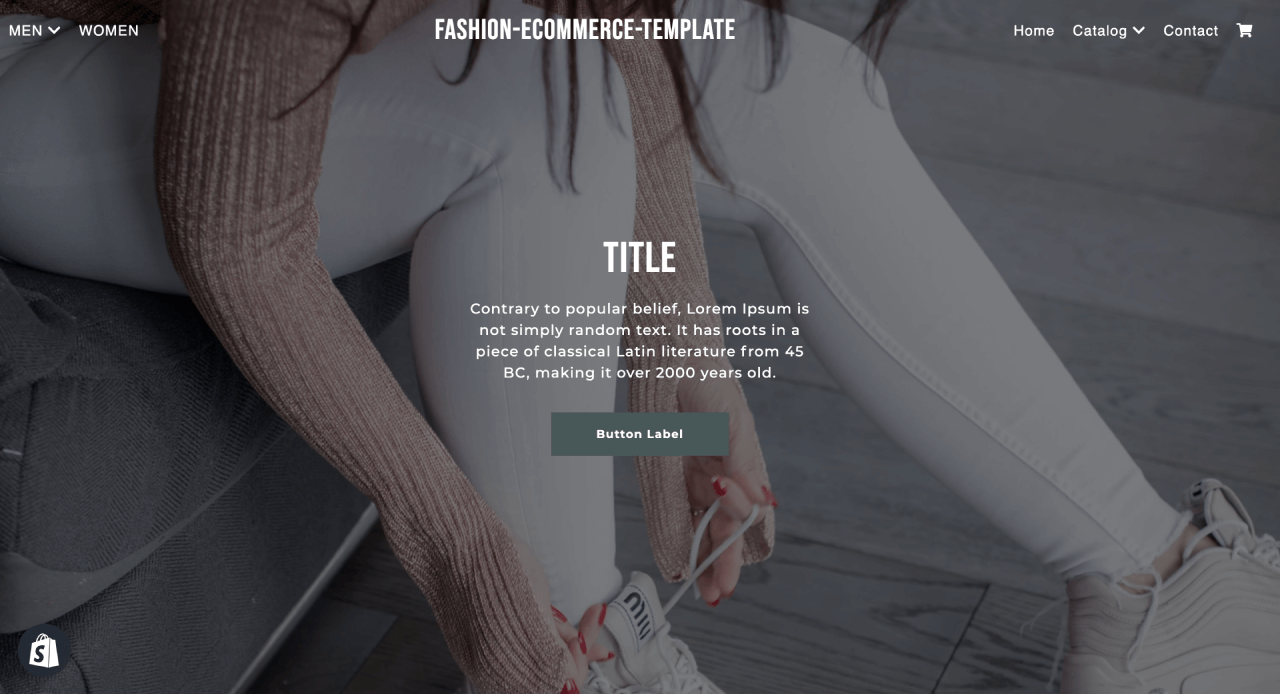 MEN WOMEN FASHION-ECOMMERCE-TEMPLATE Home Catalog Contact
TITLE
Contrary to popular belief, Lorem Ipsum is
not simply random text. It has roots in a
piece of classical Latin literature from 45
BC, making it over 2000 years old.
Button Label
MIU
S